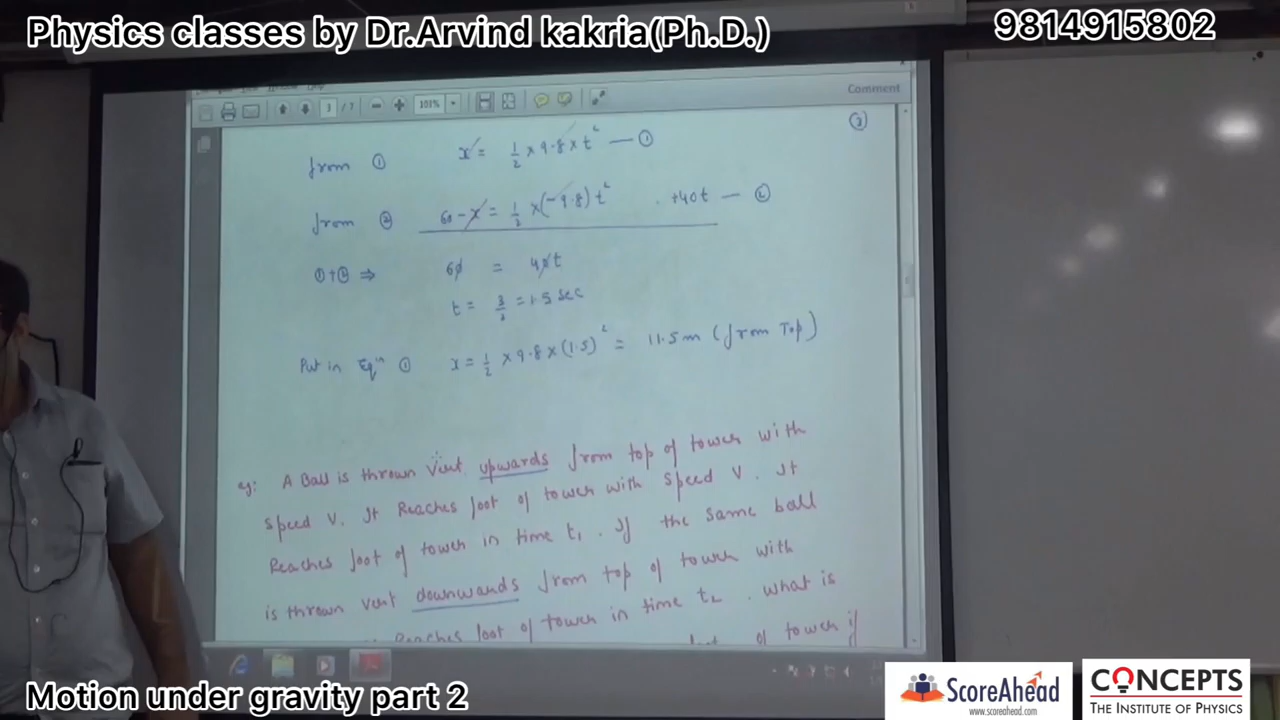 Physics classes by Dr.Arvind kakria(Ph.D.)
9814915802
3 / 7
101%
Comment
③
from ① x = 1/2 × 9.8 × t² — ①
from ② 60 - x = 1/2 × (-9.8) t² +40t — ②
①+② ⇒ 60 = 40t
t = 3/2 = 1.5 sec
Put in Eqⁿ ① x = 1/2 × 9.8 × (1.5)² = 11.5m (from Top)
eg: A Ball is thrown vert upwards from top of tower with
speed V. It Reaches foot of tower with speed V. It
Reaches foot of tower in time t₁. If the same ball
is thrown vert downwards from top of tower with
Reaches foot of tower in time t₂. what is
of tower if
Motion under gravity part 2
ScoreAhead
www.scoreahead.com
CONCEPTS
THE INSTITUTE OF PHYSICS